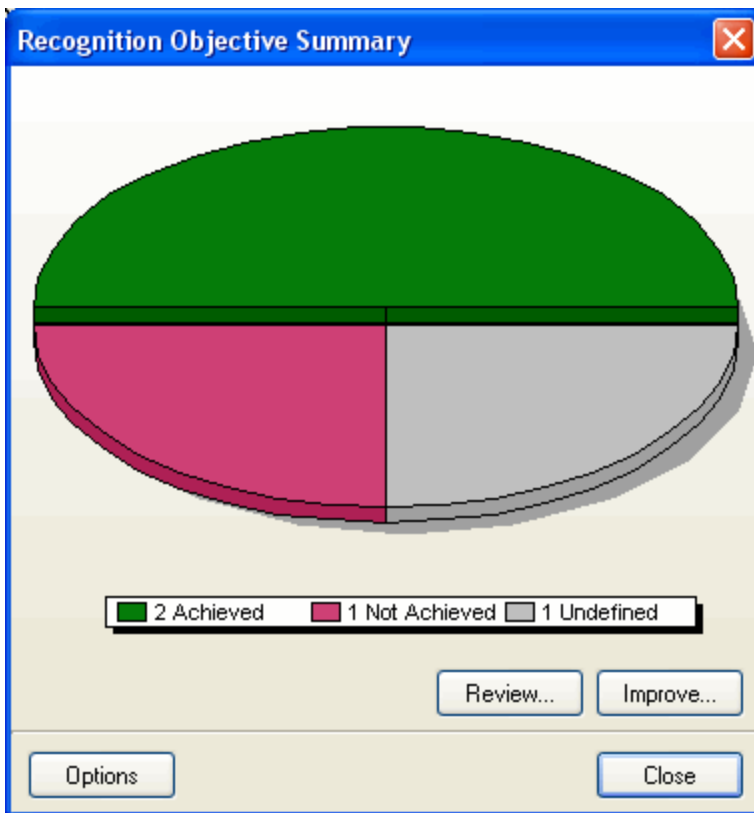 Recognition Objective Summary
2 Achieved 1 Not Achieved 1 Undefined
Review... Improve...
Options Close